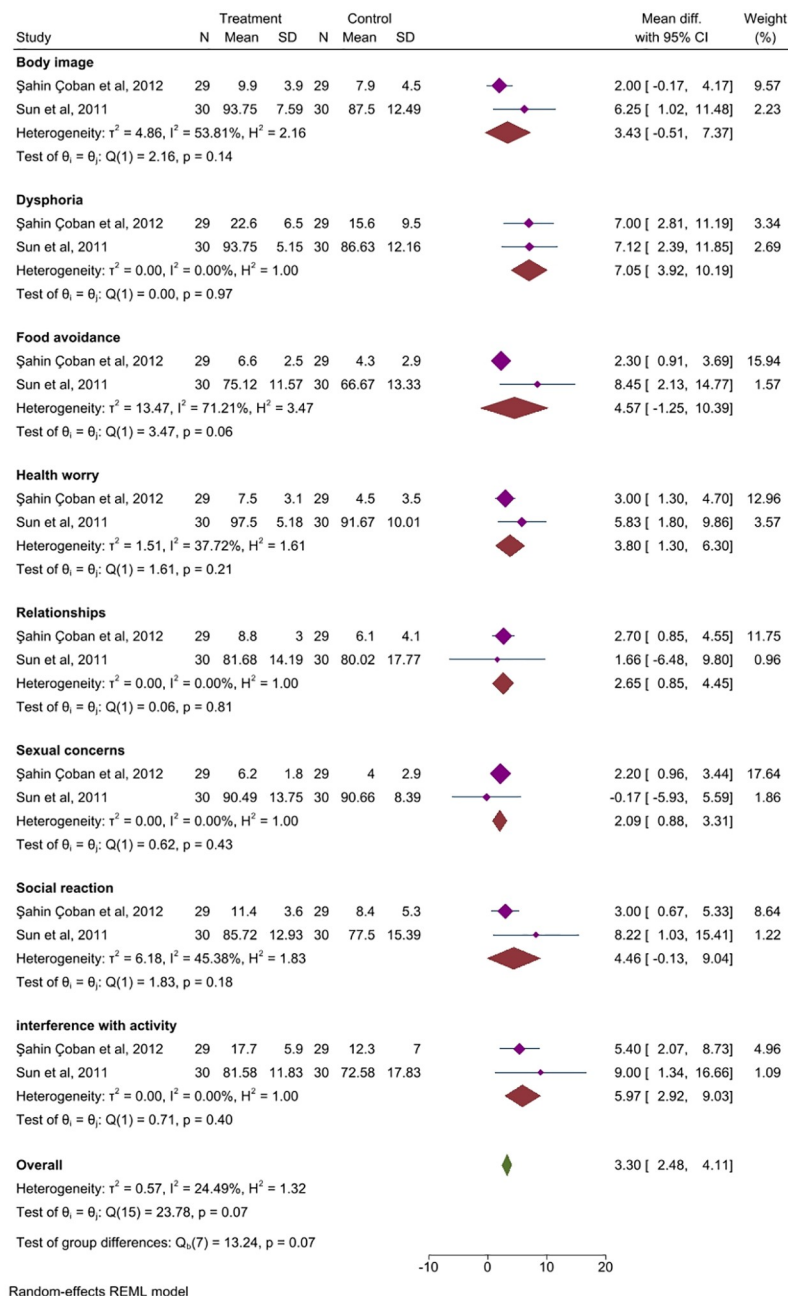 Treatment Control Mean diff. Weight
Study N Mean SD N Mean SD with 95% CI (%)
Body image
Şahin Çoban et al, 2012 29 9.9 3.9 29 7.9 4.5 2.00 [ -0.17, 4.17] 9.57
Sun et al, 2011 30 93.75 7.59 30 87.5 12.49 6.25 [ 1.02, 11.48] 2.23
Heterogeneity: τ² = 4.86, I² = 53.81%, H² = 2.16 3.43 [ -0.51, 7.37]
Test of θᵢ = θⱼ: Q(1) = 2.16, p = 0.14
Dysphoria
Şahin Çoban et al, 2012 29 22.6 6.5 29 15.6 9.5 7.00 [ 2.81, 11.19] 3.34
Sun et al, 2011 30 93.75 5.15 30 86.63 12.16 7.12 [ 2.39, 11.85] 2.69
Heterogeneity: τ² = 0.00, I² = 0.00%, H² = 1.00 7.05 [ 3.92, 10.19]
Test of θᵢ = θⱼ: Q(1) = 0.00, p = 0.97
Food avoidance
Şahin Çoban et al, 2012 29 6.6 2.5 29 4.3 2.9 2.30 [ 0.91, 3.69] 15.94
Sun et al, 2011 30 75.12 11.57 30 66.67 13.33 8.45 [ 2.13, 14.77] 1.57
Heterogeneity: τ² = 13.47, I² = 71.21%, H² = 3.47 4.57 [ -1.25, 10.39]
Test of θᵢ = θⱼ: Q(1) = 3.47, p = 0.06
Health worry
Şahin Çoban et al, 2012 29 7.5 3.1 29 4.5 3.5 3.00 [ 1.30, 4.70] 12.96
Sun et al, 2011 30 97.5 5.18 30 91.67 10.01 5.83 [ 1.80, 9.86] 3.57
Heterogeneity: τ² = 1.51, I² = 37.72%, H² = 1.61 3.80 [ 1.30, 6.30]
Test of θᵢ = θⱼ: Q(1) = 1.61, p = 0.21
Relationships
Şahin Çoban et al, 2012 29 8.8 3 29 6.1 4.1 2.70 [ 0.85, 4.55] 11.75
Sun et al, 2011 30 81.68 14.19 30 80.02 17.77 1.66 [ -6.48, 9.80] 0.96
Heterogeneity: τ² = 0.00, I² = 0.00%, H² = 1.00 2.65 [ 0.85, 4.45]
Test of θᵢ = θⱼ: Q(1) = 0.06, p = 0.81
Sexual concerns
Şahin Çoban et al, 2012 29 6.2 1.8 29 4 2.9 2.20 [ 0.96, 3.44] 17.64
Sun et al, 2011 30 90.49 13.75 30 90.66 8.39 -0.17 [ -5.93, 5.59] 1.86
Heterogeneity: τ² = 0.00, I² = 0.00%, H² = 1.00 2.09 [ 0.88, 3.31]
Test of θᵢ = θⱼ: Q(1) = 0.62, p = 0.43
Social reaction
Şahin Çoban et al, 2012 29 11.4 3.6 29 8.4 5.3 3.00 [ 0.67, 5.33] 8.64
Sun et al, 2011 30 85.72 12.93 30 77.5 15.39 8.22 [ 1.03, 15.41] 1.22
Heterogeneity: τ² = 6.18, I² = 45.38%, H² = 1.83 4.46 [ -0.13, 9.04]
Test of θᵢ = θⱼ: Q(1) = 1.83, p = 0.18
interference with activity
Şahin Çoban et al, 2012 29 17.7 5.9 29 12.3 7 5.40 [ 2.07, 8.73] 4.96
Sun et al, 2011 30 81.58 11.83 30 72.58 17.83 9.00 [ 1.34, 16.66] 1.09
Heterogeneity: τ² = 0.00, I² = 0.00%, H² = 1.00 5.97 [ 2.92, 9.03]
Test of θᵢ = θⱼ: Q(1) = 0.71, p = 0.40
Overall 3.30 [ 2.48, 4.11]
Heterogeneity: τ² = 0.57, I² = 24.49%, H² = 1.32
Test of θᵢ = θⱼ: Q(15) = 23.78, p = 0.07
Test of group differences: Q_b(7) = 13.24, p = 0.07
-10 0 10 20
Random-effects REML model